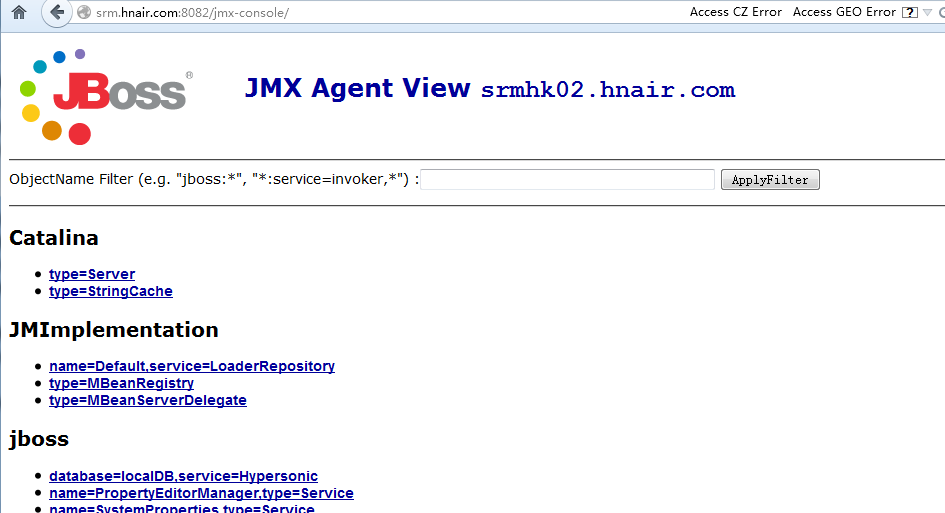 srm.hnair.com:8082/jmx-console/
Access CZ Error Access GEO Error ?
JBoss®
JMX Agent View srmhk02.hnair.com
ObjectName Filter (e.g. "jboss:*", "*:service=invoker,*") :
ApplyFilter
Catalina
type=Server
type=StringCache
JMImplementation
name=Default,service=LoaderRepository
type=MBeanRegistry
type=MBeanServerDelegate
jboss
database=localDB,service=Hypersonic
name=PropertyEditorManager,type=Service
name=SystemProperties,type=Service